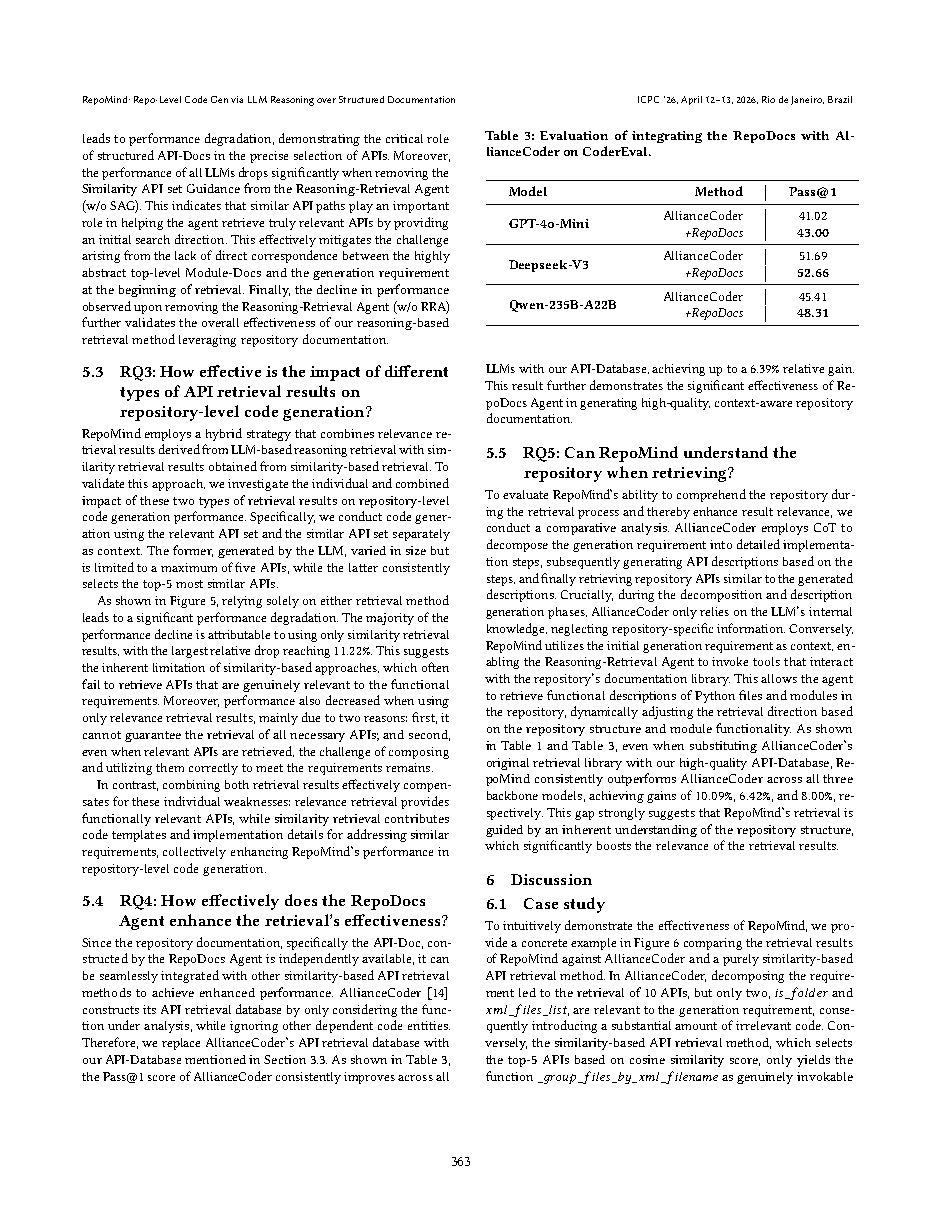 RepoMind: Repo-Level Code Gen via LLM Reasoning over Structured Documentation
ICPC '26, April 12–13, 2026, Rio de Janeiro, Brazil
leads to performance degradation, demonstrating the critical role
of structured API-Docs in the precise selection of APIs. Moreover,
the performance of all LLMs drops significantly when removing the
Similarity API set Guidance from the Reasoning-Retrieval Agent
(w/o SAG). This indicates that similar API paths play an important
role in helping the agent retrieve truly relevant APIs by providing
an initial search direction. This effectively mitigates the challenge
arising from the lack of direct correspondence between the highly
abstract top-level Module-Docs and the generation requirement
at the beginning of retrieval. Finally, the decline in performance
observed upon removing the Reasoning-Retrieval Agent (w/o RRA)
further validates the overall effectiveness of our reasoning-based
retrieval method leveraging repository documentation.
5.3 RQ3: How effective is the impact of different
types of API retrieval results on
repository-level code generation?
RepoMind employs a hybrid strategy that combines relevance re-
trieval results derived from LLM-based reasoning retrieval with sim-
ilarity retrieval results obtained from similarity-based retrieval. To
validate this approach, we investigate the individual and combined
impact of these two types of retrieval results on repository-level
code generation performance. Specifically, we conduct code gener-
ation using the relevant API set and the similar API set separately
as context. The former, generated by the LLM, varied in size but
is limited to a maximum of five APIs, while the latter consistently
selects the top-5 most similar APIs.
As shown in Figure 5, relying solely on either retrieval method
leads to a significant performance degradation. The majority of the
performance decline is attributable to using only similarity retrieval
results, with the largest relative drop reaching 11.22%. This suggests
the inherent limitation of similarity-based approaches, which often
fail to retrieve APIs that are genuinely relevant to the functional
requirements. Moreover, performance also decreased when using
only relevance retrieval results, mainly due to two reasons: first, it
cannot guarantee the retrieval of all necessary APIs; and second,
even when relevant APIs are retrieved, the challenge of composing
and utilizing them correctly to meet the requirements remains.
In contrast, combining both retrieval results effectively compen-
sates for these individual weaknesses: relevance retrieval provides
functionally relevant APIs, while similarity retrieval contributes
code templates and implementation details for addressing similar
requirements, collectively enhancing RepoMind's performance in
repository-level code generation.
5.4 RQ4: How effectively does the RepoDocs
Agent enhance the retrieval's effectiveness?
Since the repository documentation, specifically the API-Doc, con-
structed by the RepoDocs Agent is independently available, it can
be seamlessly integrated with other similarity-based API retrieval
methods to achieve enhanced performance. AllianceCoder [14]
constructs its API retrieval database by only considering the func-
tion under analysis, while ignoring other dependent code entities.
Therefore, we replace AllianceCoder's API retrieval database with
our API-Database mentioned in Section 3.3. As shown in Table 3,
the Pass@1 score of AllianceCoder consistently improves across all
Table 3: Evaluation of integrating the RepoDocs with Al-
lianceCoder on CoderEval.
Model Method Pass@1
GPT-4o-Mini AllianceCoder 41.02
+RepoDocs 43.00
Deepseek-V3 AllianceCoder 51.69
+RepoDocs 52.66
Qwen-235B-A22B AllianceCoder 45.41
+RepoDocs 48.31
LLMs with our API-Database, achieving up to a 6.39% relative gain.
This result further demonstrates the significant effectiveness of Re-
poDocs Agent in generating high-quality, context-aware repository
documentation.
5.5 RQ5: Can RepoMind understand the
repository when retrieving?
To evaluate RepoMind's ability to comprehend the repository dur-
ing the retrieval process and thereby enhance result relevance, we
conduct a comparative analysis. AllianceCoder employs CoT to
decompose the generation requirement into detailed implementa-
tion steps, subsequently generating API descriptions based on the
steps, and finally retrieving repository APIs similar to the generated
descriptions. Crucially, during the decomposition and description
generation phases, AllianceCoder only relies on the LLM's internal
knowledge, neglecting repository-specific information. Conversely,
RepoMind utilizes the initial generation requirement as context, en-
abling the Reasoning-Retrieval Agent to invoke tools that interact
with the repository's documentation library. This allows the agent
to retrieve functional descriptions of Python files and modules in
the repository, dynamically adjusting the retrieval direction based
on the repository structure and module functionality. As shown
in Table 1 and Table 3, even when substituting AllianceCoder's
original retrieval library with our high-quality API-Database, Re-
poMind consistently outperforms AllianceCoder across all three
backbone models, achieving gains of 10.09%, 6.42%, and 8.00%, re-
spectively. This gap strongly suggests that RepoMind's retrieval is
guided by an inherent understanding of the repository structure,
which significantly boosts the relevance of the retrieval results.
6 Discussion
6.1 Case study
To intuitively demonstrate the effectiveness of RepoMind, we pro-
vide a concrete example in Figure 6 comparing the retrieval results
of RepoMind against AllianceCoder and a purely similarity-based
API retrieval method. In AllianceCoder, decomposing the require-
ment led to the retrieval of 10 APIs, but only two, is_folder and
xml_files_list, are relevant to the generation requirement, conse-
quently introducing a substantial amount of irrelevant code. Con-
versely, the similarity-based API retrieval method, which selects
the top-5 APIs based on cosine similarity score, only yields the
function _group_files_by_xml_filename as genuinely invokable
363